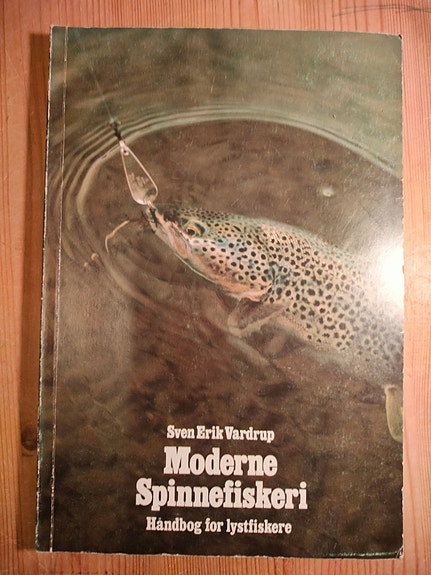 Sven Erik Vardrup
Moderne
Spinnefiskeri
Håndbog for lystfiskere